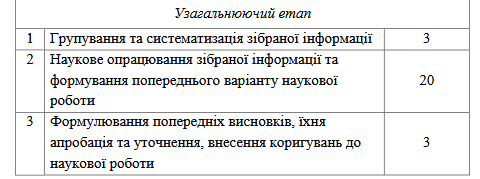 Узагальнюючий етап
1 Групування та систематизація зібраної інформації 3
2 Наукове опрацювання зібраної інформації та
формування попереднього варіанту наукової 20
роботи
3 Формулювання попередніх висновків, їхня
апробація та уточнення, внесення коригувань до 3
наукової роботи